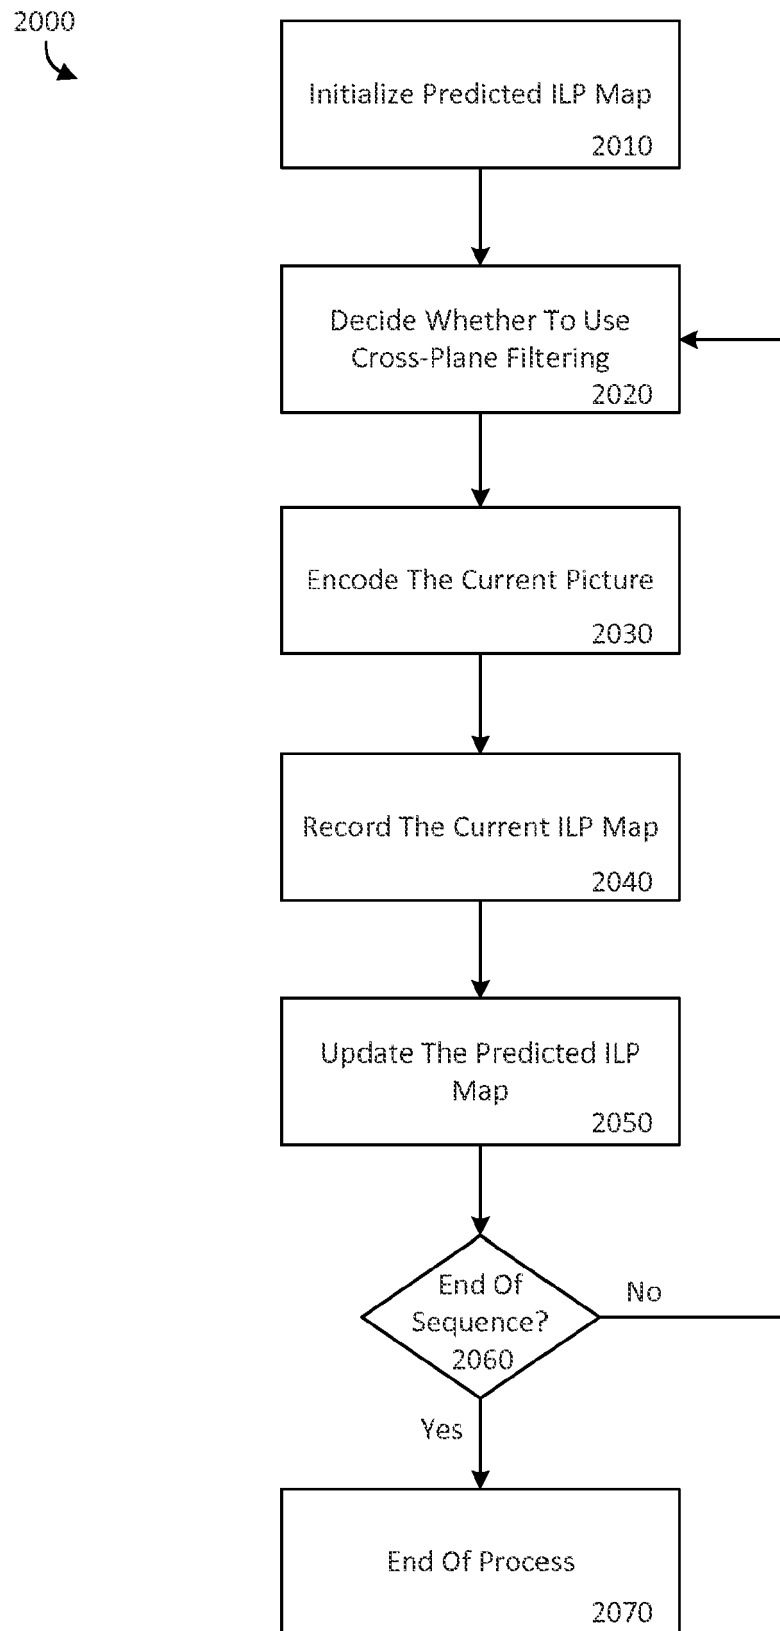 2000
Initialize Predicted ILP Map
2010
Decide Whether To Use
Cross-Plane Filtering
2020
Encode The Current Picture
2030
Record The Current ILP Map
2040
Update The Predicted ILP
Map
2050
End Of
Sequence?
2060
No
Yes
End Of Process
2070